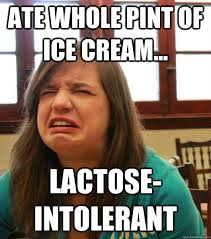 ATE WHOLE PINT OF
ICE CREAM...
LACTOSE-
INTOLERANT